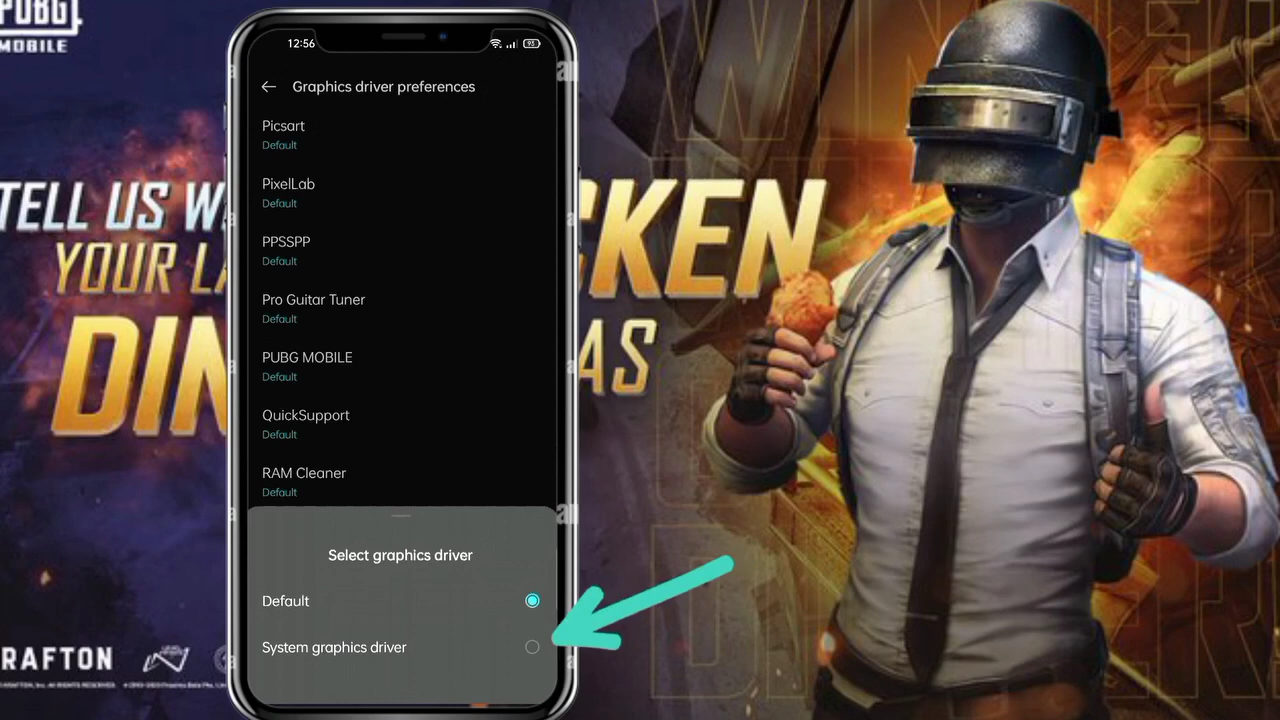 PUBG
MOBILE
12:56
93
Graphics driver preferences
Picsart
Default
PixelLab
Default
PPSSPP
Default
Pro Guitar Tuner
Default
PUBG MOBILE
Default
QuickSupport
Default
RAM Cleaner
Default
Select graphics driver
Default
System graphics driver
TELL US W
YOUR LA
CKEN
DIN
AS
RAFTON